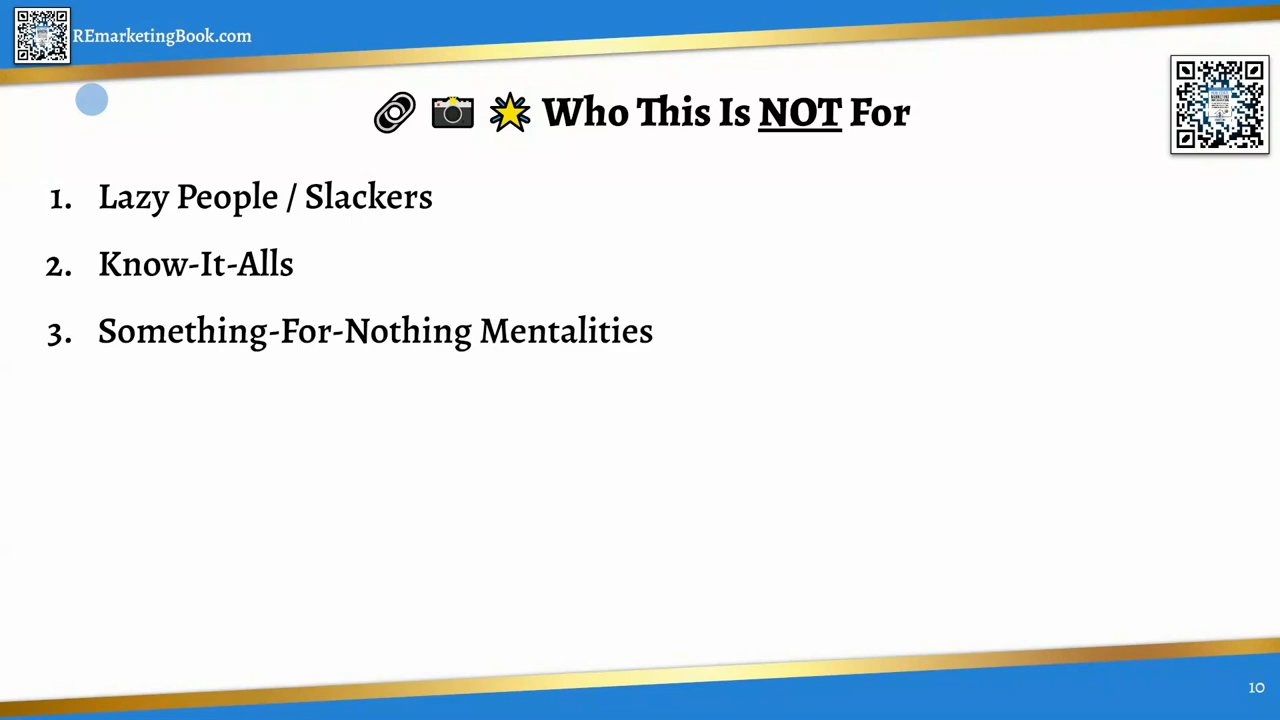 REmarketingBook.com
🔗 📷 🌟 Who This Is NOT For
1. Lazy People / Slackers
2. Know-It-Alls
3. Something-For-Nothing Mentalities
10